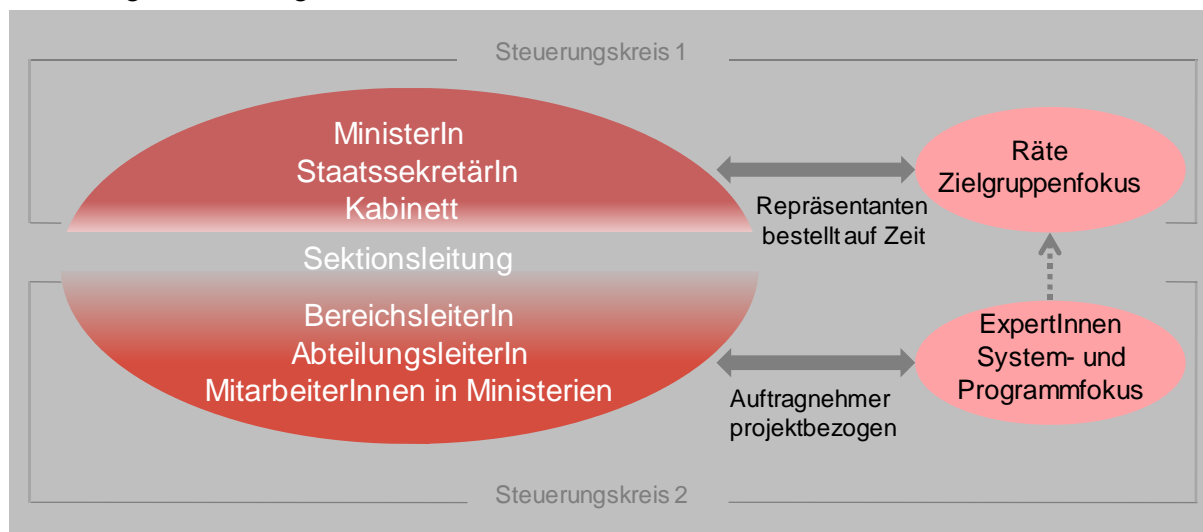 Steuerungskreis 1
MinisterIn
StaatssekretärIn
Kabinett
Räte
Zielgruppenfokus
Repräsentanten
bestellt auf Zeit
Sektionsleitung
BereichsleiterIn
AbteilungsleiterIn
MitarbeiterInnen in Ministerien
ExpertInnen
System- und
Programmfokus
Auftragnehmer
projektbezogen
Steuerungskreis 2